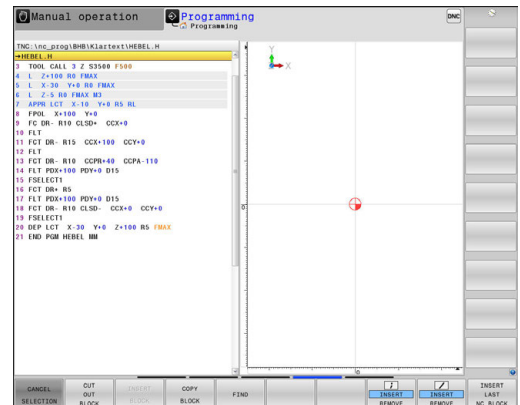 Manual operation
Programming
Programming
DNC
TNC:\nc_prog\BHB\Klartext\HEBEL.H
→HEBEL.H
3 TOOL CALL 3 Z S3500 F500
4 L Z+100 R0 FMAX
5 L X-30 Y+0 R0 FMAX
6 L Z-5 R0 FMAX M3
7 APPR LCT X-10 Y+0 R5 RL
8 FPOL X+100 Y+0
9 FC DR- R10 CLSD+ CCX+0
10 FLT
11 FCT DR- R15 CCX+100 CCY+0
12 FLT
13 FCT DR- R10 CCPR+40 CCPA-110
14 FLT PDX+100 PDY+0 D15
15 FSELECT1
16 FCT DR+ R5
17 FLT PDX+100 PDY+0 D15
18 FCT DR- R10 CLSD- CCX+0 CCY+0
19 FSELECT1
20 DEP LCT X-30 Y+0 Z+100 R5 FMAX
21 END PGM HEBEL MM
Y
X
0
0
CANCEL
SELECTION
CUT
OUT
BLOCK
INSERT
BLOCK
COPY
BLOCK
FIND
INSERT
REMOVE
INSERT
REMOVE
INSERT
LAST
NC BLOCK